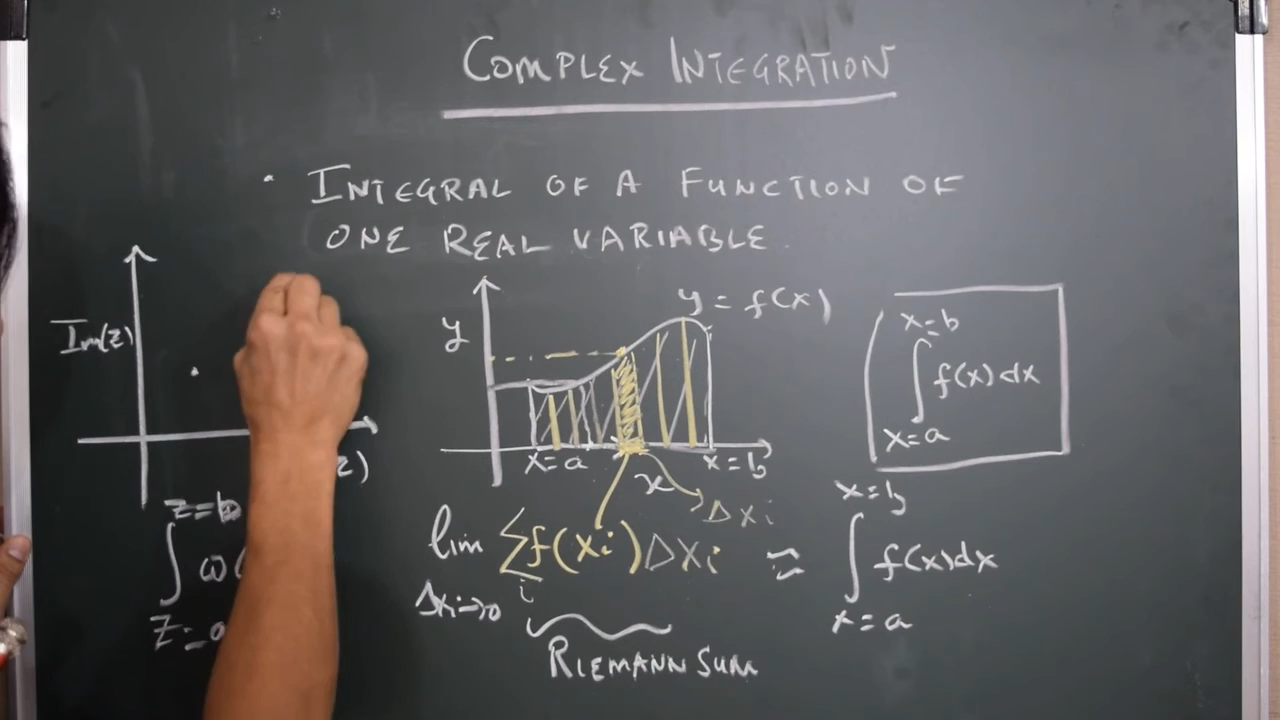 COMPLEX INTEGRATION
· INTEGRAL OF A FUNCTION OF
ONE REAL VARIABLE
Im(z)
z)
z=b
∫ ω(
z=a
y
y = f(x)
x=a
x
x=b
Δxi
lim Σ f(xi) Δxi ≈ ∫ f(x)dx
Δxi→0
i
x=b
x=a
RIEMANN SUM
x=b
∫ f(x)dx
x=a